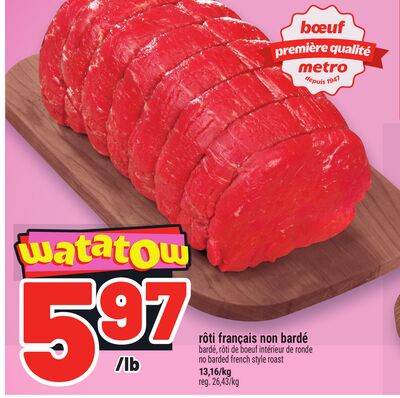 bœuf
première qualité
metro
depuis 1947
watatow
5 97
/lb
rôti français non bardé
bardé, rôti de boeuf intérieur de ronde
no barded french style roast
13,16/kg
reg. 26,43/kg